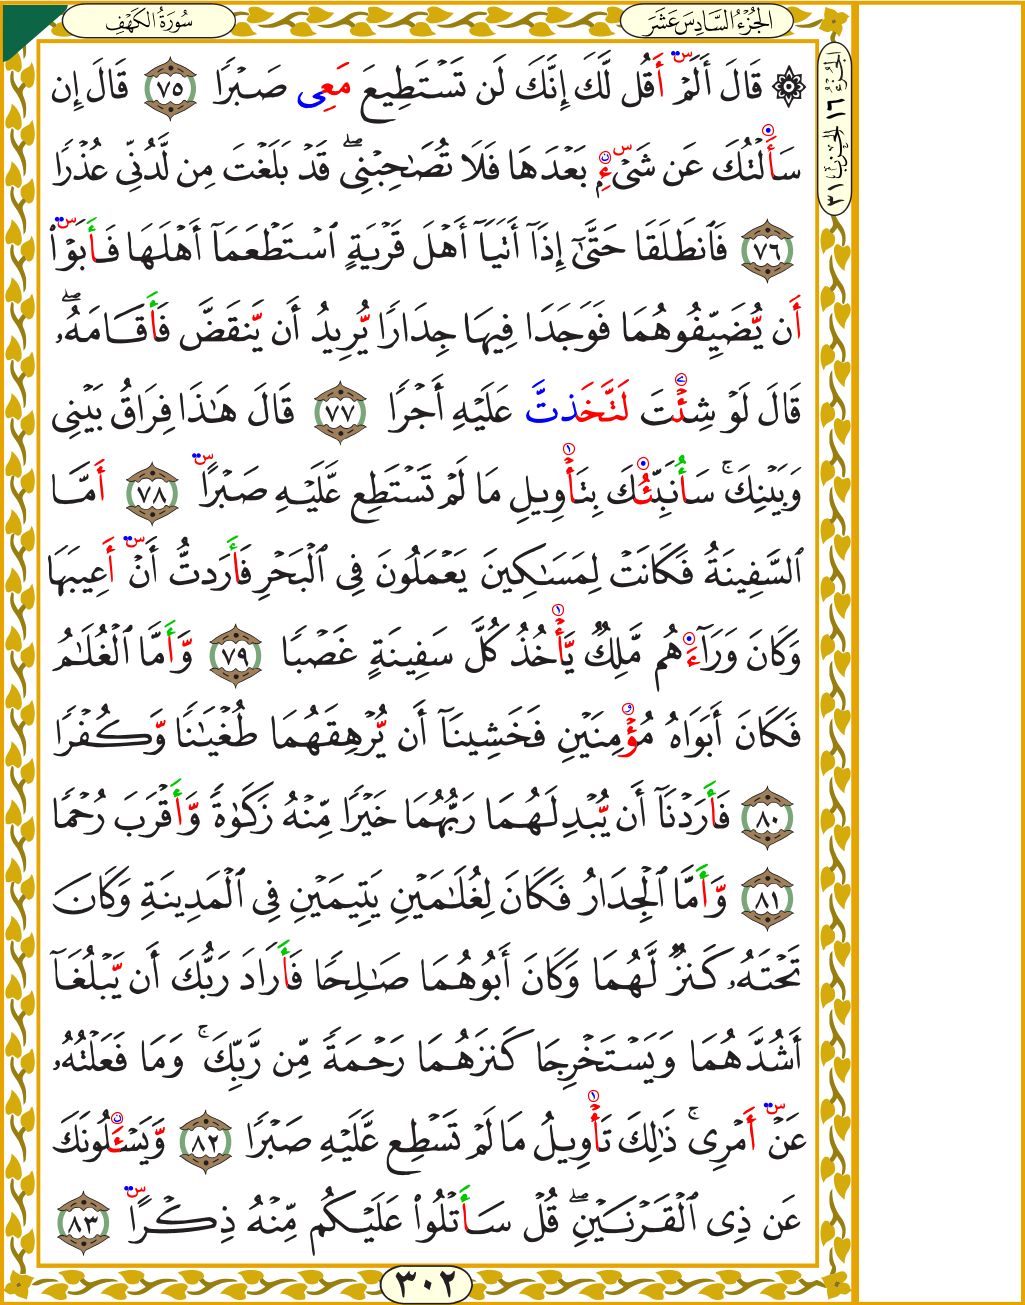 سُورَةُ الكَهْفِ
الجُزْءُ السَّادِسَ عَشَرَ
الجُزْءُ ١٦ الحِزْبُ ٣١
۞ قَالَ أَلَمْ أَقُل لَّكَ إِنَّكَ لَن تَسْتَطِيعَ مَعِى صَبْرًا ٧٥ قَالَ إِن
سَأَلْتُكَ عَن شَىْءٍۭ بَعْدَهَا فَلَا تُصَٰحِبْنِى ۖ قَدْ بَلَغْتَ مِن لَّدُنِّى عُذْرًا
٧٦ فَٱنطَلَقَا حَتَّىٰٓ إِذَآ أَتَيَآ أَهْلَ قَرْيَةٍ ٱسْتَطْعَمَآ أَهْلَهَا فَأَبَوْا۟
أَن يُّضَيِّفُوهُمَا فَوَجَدَا فِيهَا جِدَارًا يُّرِيدُ أَن يَّنقَضَّ فَأَقَامَهُۥ ۖ
قَالَ لَوْ شِئْتَ لَتَّخَذتَّ عَلَيْهِ أَجْرًا ٧٧ قَالَ هَٰذَا فِرَاقُ بَيْنِى
وَبَيْنِكَ ۚ سَأُنَبِّئُكَ بِتَأْوِيلِ مَا لَمْ تَسْتَطِع عَّلَيْهِ صَبْرًا ٧٨ أَمَّا
ٱلسَّفِينَةُ فَكَانَتْ لِمَسَٰكِينَ يَعْمَلُونَ فِى ٱلْبَحْرِ فَأَرَدتُّ أَنْ أَعِيبَهَا
وَكَانَ وَرَآءَهُم مَّلِكٌ يَّأْخُذُ كُلَّ سَفِينَةٍ غَصْبًا ٧٩ وَّأَمَّا ٱلْغُلَٰمُ
فَكَانَ أَبَوَاهُ مُؤْمِنَيْنِ فَخَشِينَآ أَن يُّرْهِقَهُمَا طُغْيَٰنًا وَّكُفْرًا
٨٠ فَأَرَدْنَآ أَن يُّبْدِلَهُمَا رَبُّهُمَا خَيْرًا مِّنْهُ زَكَوٰةً وَّأَقْرَبَ رُحْمًا
٨١ وَّأَمَّا ٱلْجِدَارُ فَكَانَ لِغُلَٰمَيْنِ يَتِيمَيْنِ فِى ٱلْمَدِينَةِ وَكَانَ
تَحْتَهُۥ كَنزٌ لَّهُمَا وَكَانَ أَبُوهُمَا صَٰلِحًا فَأَرَادَ رَبُّكَ أَن يَّبْلُغَآ
أَشُدَّهُمَا وَيَسْتَخْرِجَا كَنزَهُمَا رَحْمَةً مِّن رَّبِّكَ ۚ وَمَا فَعَلْتُهُۥ
عَنْ أَمْرِى ۚ ذَٰلِكَ تَأْوِيلُ مَا لَمْ تَسْطِع عَّلَيْهِ صَبْرًا ٨٢ وَّيَسْـَٔلُونَكَ
عَن ذِى ٱلْقَرْنَيْنِ ۖ قُلْ سَأَتْلُوا۟ عَلَيْكُم مِّنْهُ ذِكْرًا ٨٣
٣٠٢